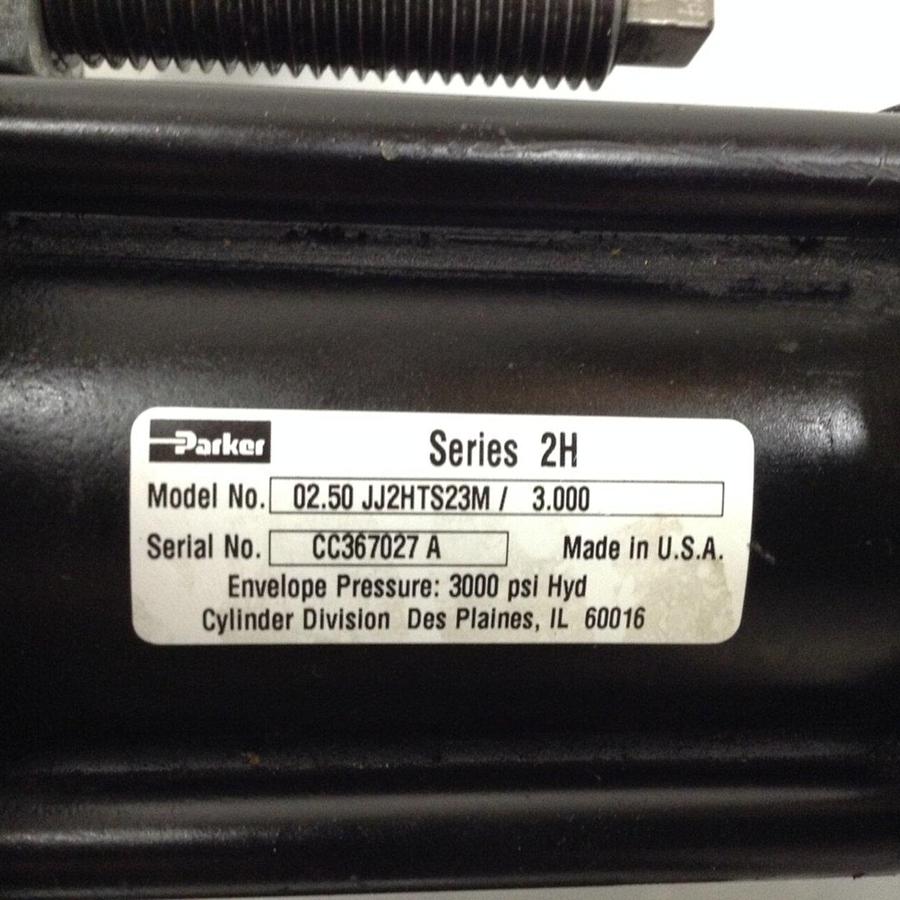 Parker
Series 2H
Model No. 02.50 JJ2HTS23M / 3.000
Serial No. CC367027 A Made in U.S.A.
Envelope Pressure: 3000 psi Hyd
Cylinder Division Des Plaines, IL 60016